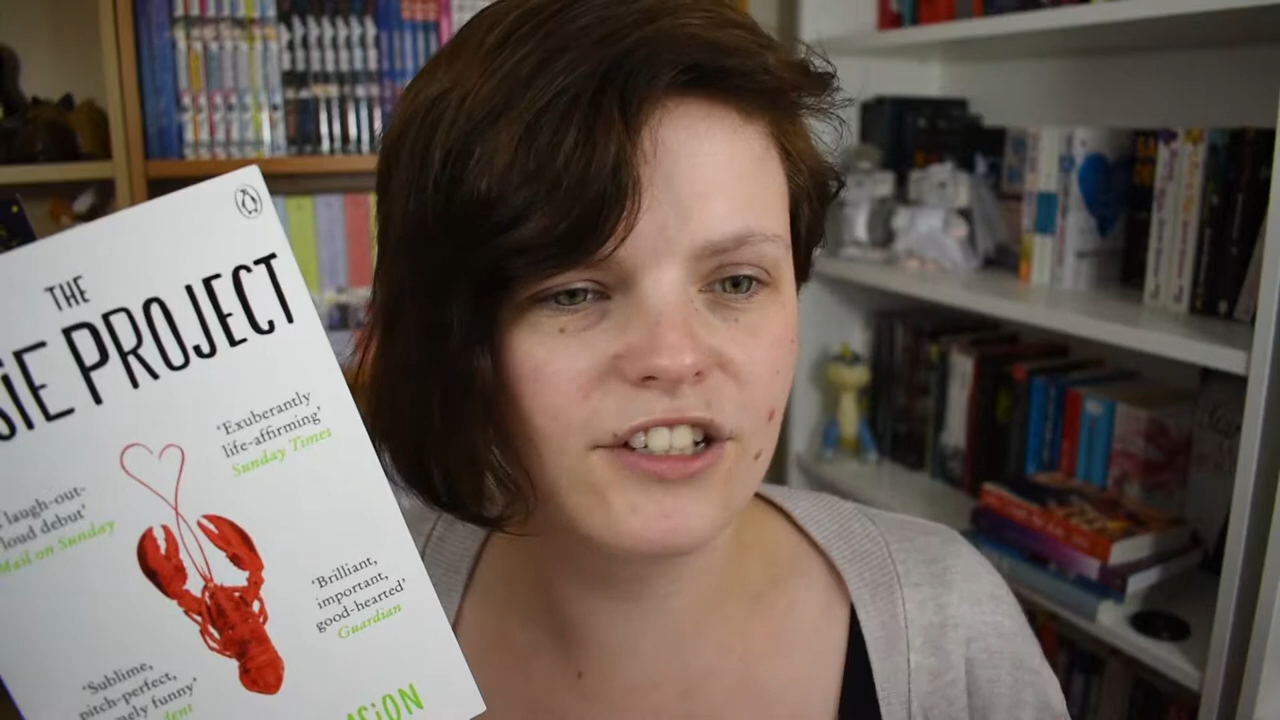 THE
SiE PROJECT
'Exuberantly
life-affirming'
Sunday Times
laugh-out-
loud debut'
Mail on Sunday
'Brilliant,
important,
good-hearted'
Guardian
'Sublime,
pitch-perfect,
funny'